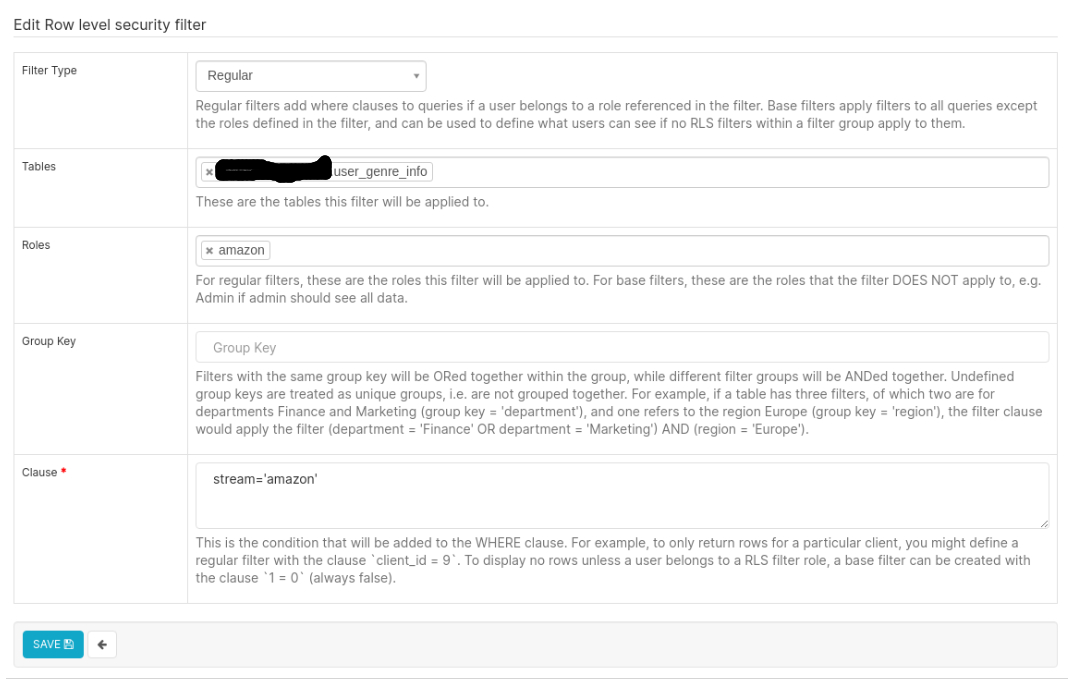 Edit Row level security filter
Filter Type
Regular
Regular filters add where clauses to queries if a user belongs to a role referenced in the filter. Base filters apply filters to all queries except
the roles defined in the filter, and can be used to define what users can see if no RLS filters within a filter group apply to them.
Tables
.user_genre_info
These are the tables this filter will be applied to.
Roles
amazon
For regular filters, these are the roles this filter will be applied to. For base filters, these are the roles that the filter DOES NOT apply to, e.g.
Admin if admin should see all data.
Group Key
Group Key
Filters with the same group key will be ORed together within the group, while different filter groups will be ANDed together. Undefined
group keys are treated as unique groups, i.e. are not grouped together. For example, if a table has three filters, of which two are for
departments Finance and Marketing (group key = 'department'), and one refers to the region Europe (group key = 'region'), the filter clause
would apply the filter (department = 'Finance' OR department = 'Marketing') AND (region = 'Europe').
Clause *
stream='amazon'
This is the condition that will be added to the WHERE clause. For example, to only return rows for a particular client, you might define a
regular filter with the clause `client_id = 9`. To display no rows unless a user belongs to a RLS filter role, a base filter can be created with
the clause `1 = 0` (always false).
SAVE